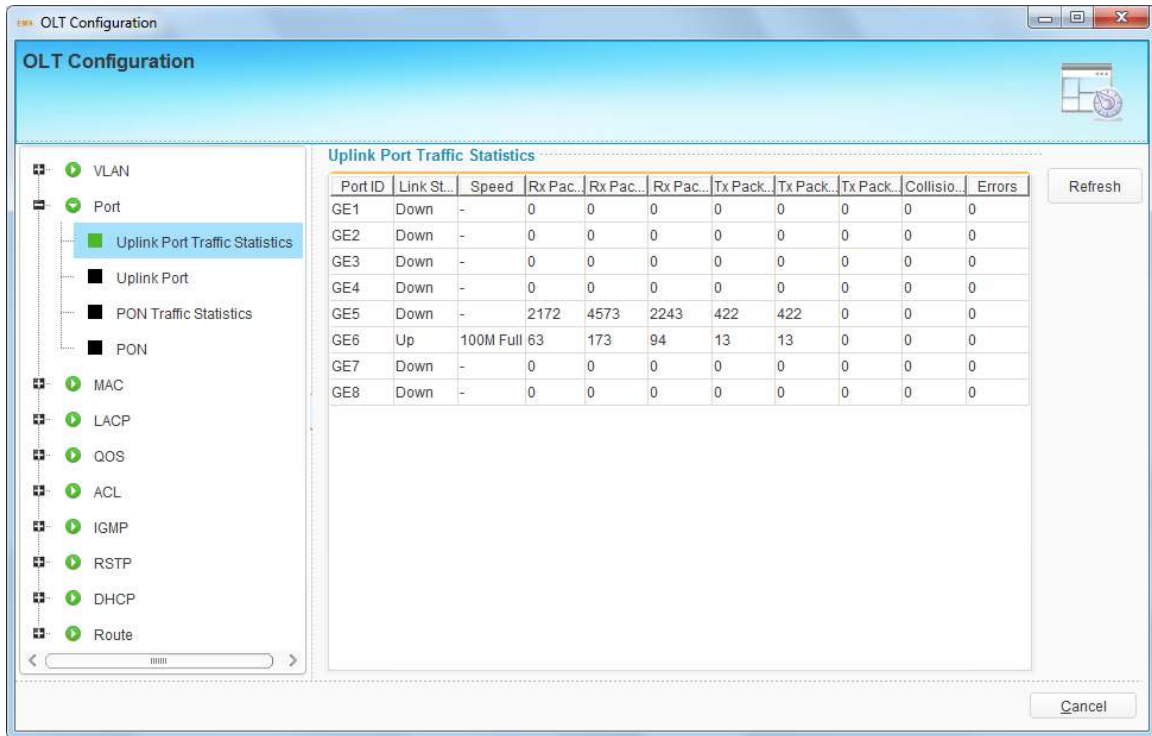 EMS OLT Configuration
OLT Configuration
VLAN
Port
Uplink Port Traffic Statistics
Uplink Port
PON Traffic Statistics
PON
MAC
LACP
QOS
ACL
IGMP
RSTP
DHCP
Route
Uplink Port Traffic Statistics
Port ID Link St... Speed Rx Pac... Rx Pac... Rx Pac... Tx Pack... Tx Pack... Tx Pack... Collisio... Errors
GE1 Down - 0 0 0 0 0 0 0 0
GE2 Down - 0 0 0 0 0 0 0 0
GE3 Down - 0 0 0 0 0 0 0 0
GE4 Down - 0 0 0 0 0 0 0 0
GE5 Down - 2172 4573 2243 422 422 0 0 0
GE6 Up 100M Full 63 173 94 13 13 0 0 0
GE7 Down - 0 0 0 0 0 0 0 0
GE8 Down - 0 0 0 0 0 0 0 0
Refresh
Cancel